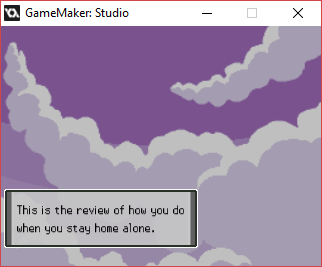 GameMaker: Studio
This is the review of how you do
when you stay home alone.